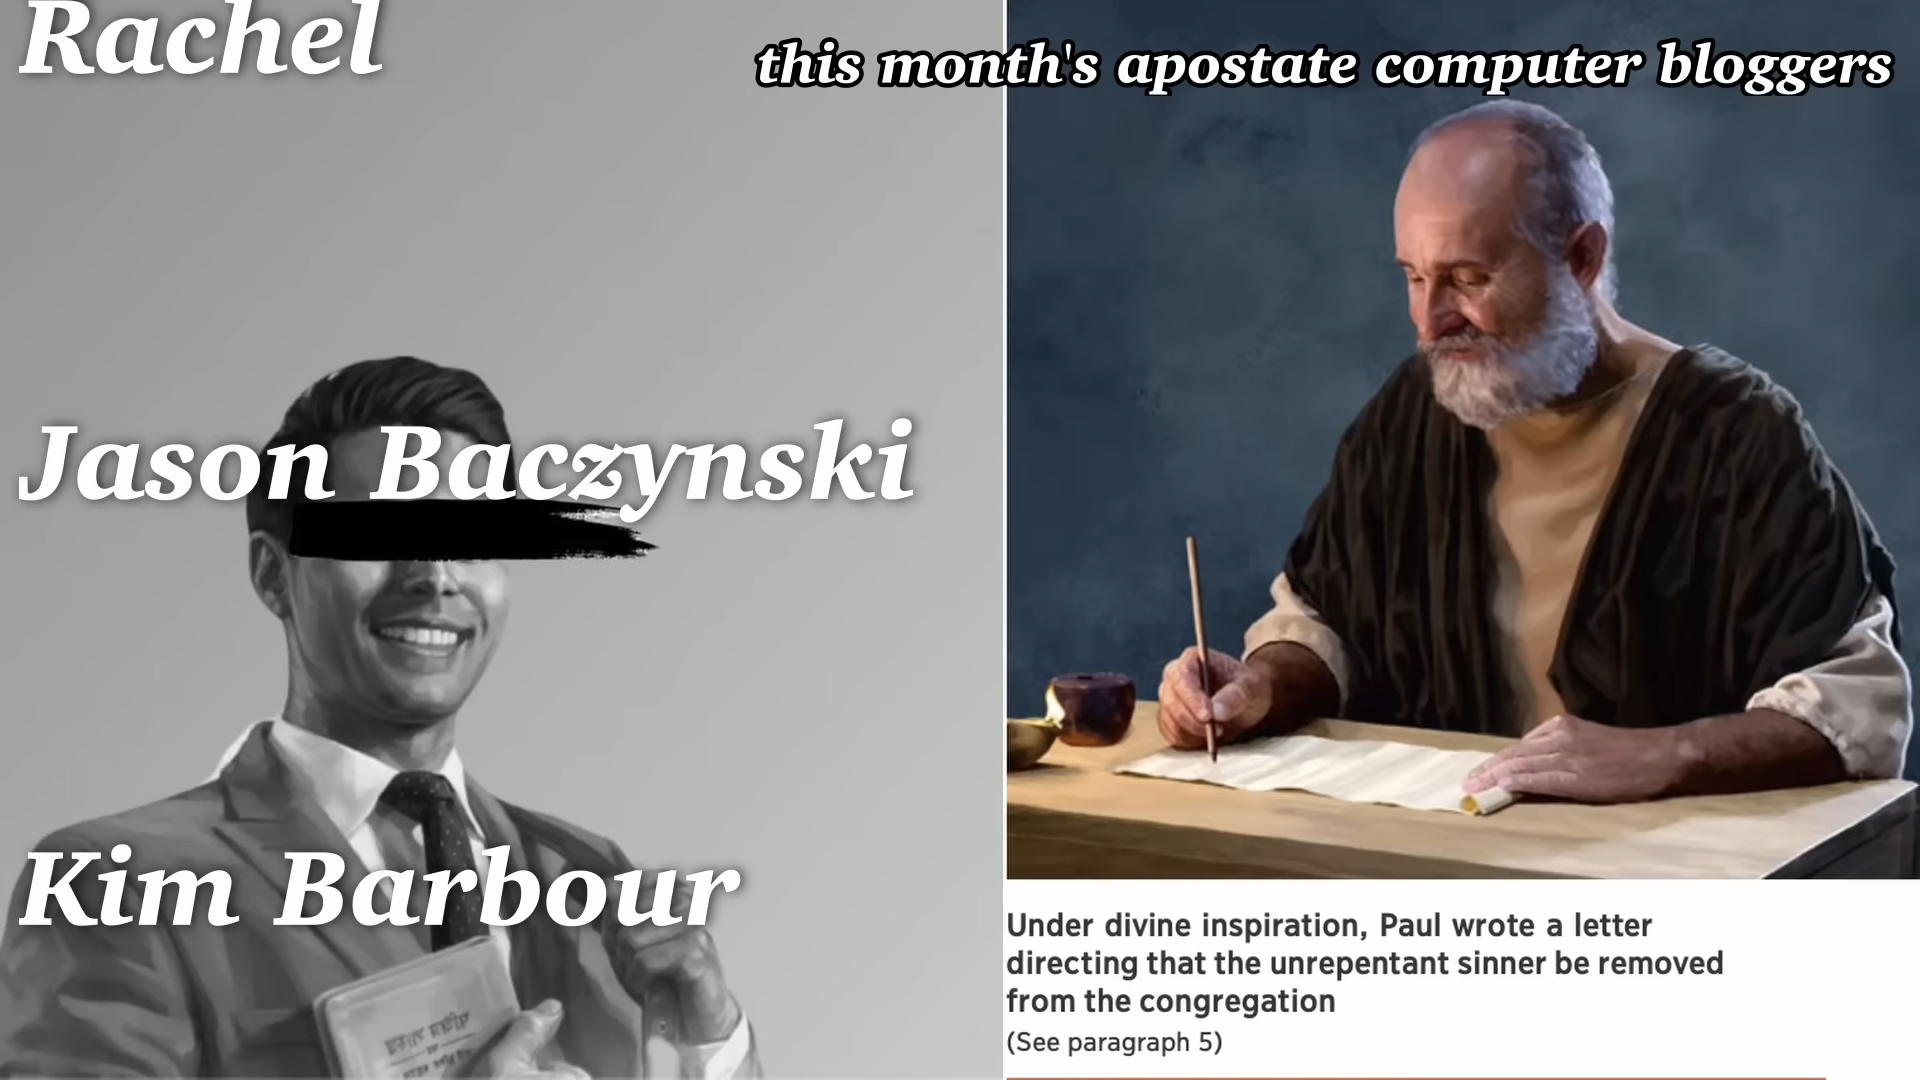 Rachel
this month's apostate computer bloggers
Jason Baczynski
Kim Barbour
Under divine inspiration, Paul wrote a letter
directing that the unrepentant sinner be removed
from the congregation
(See paragraph 5)